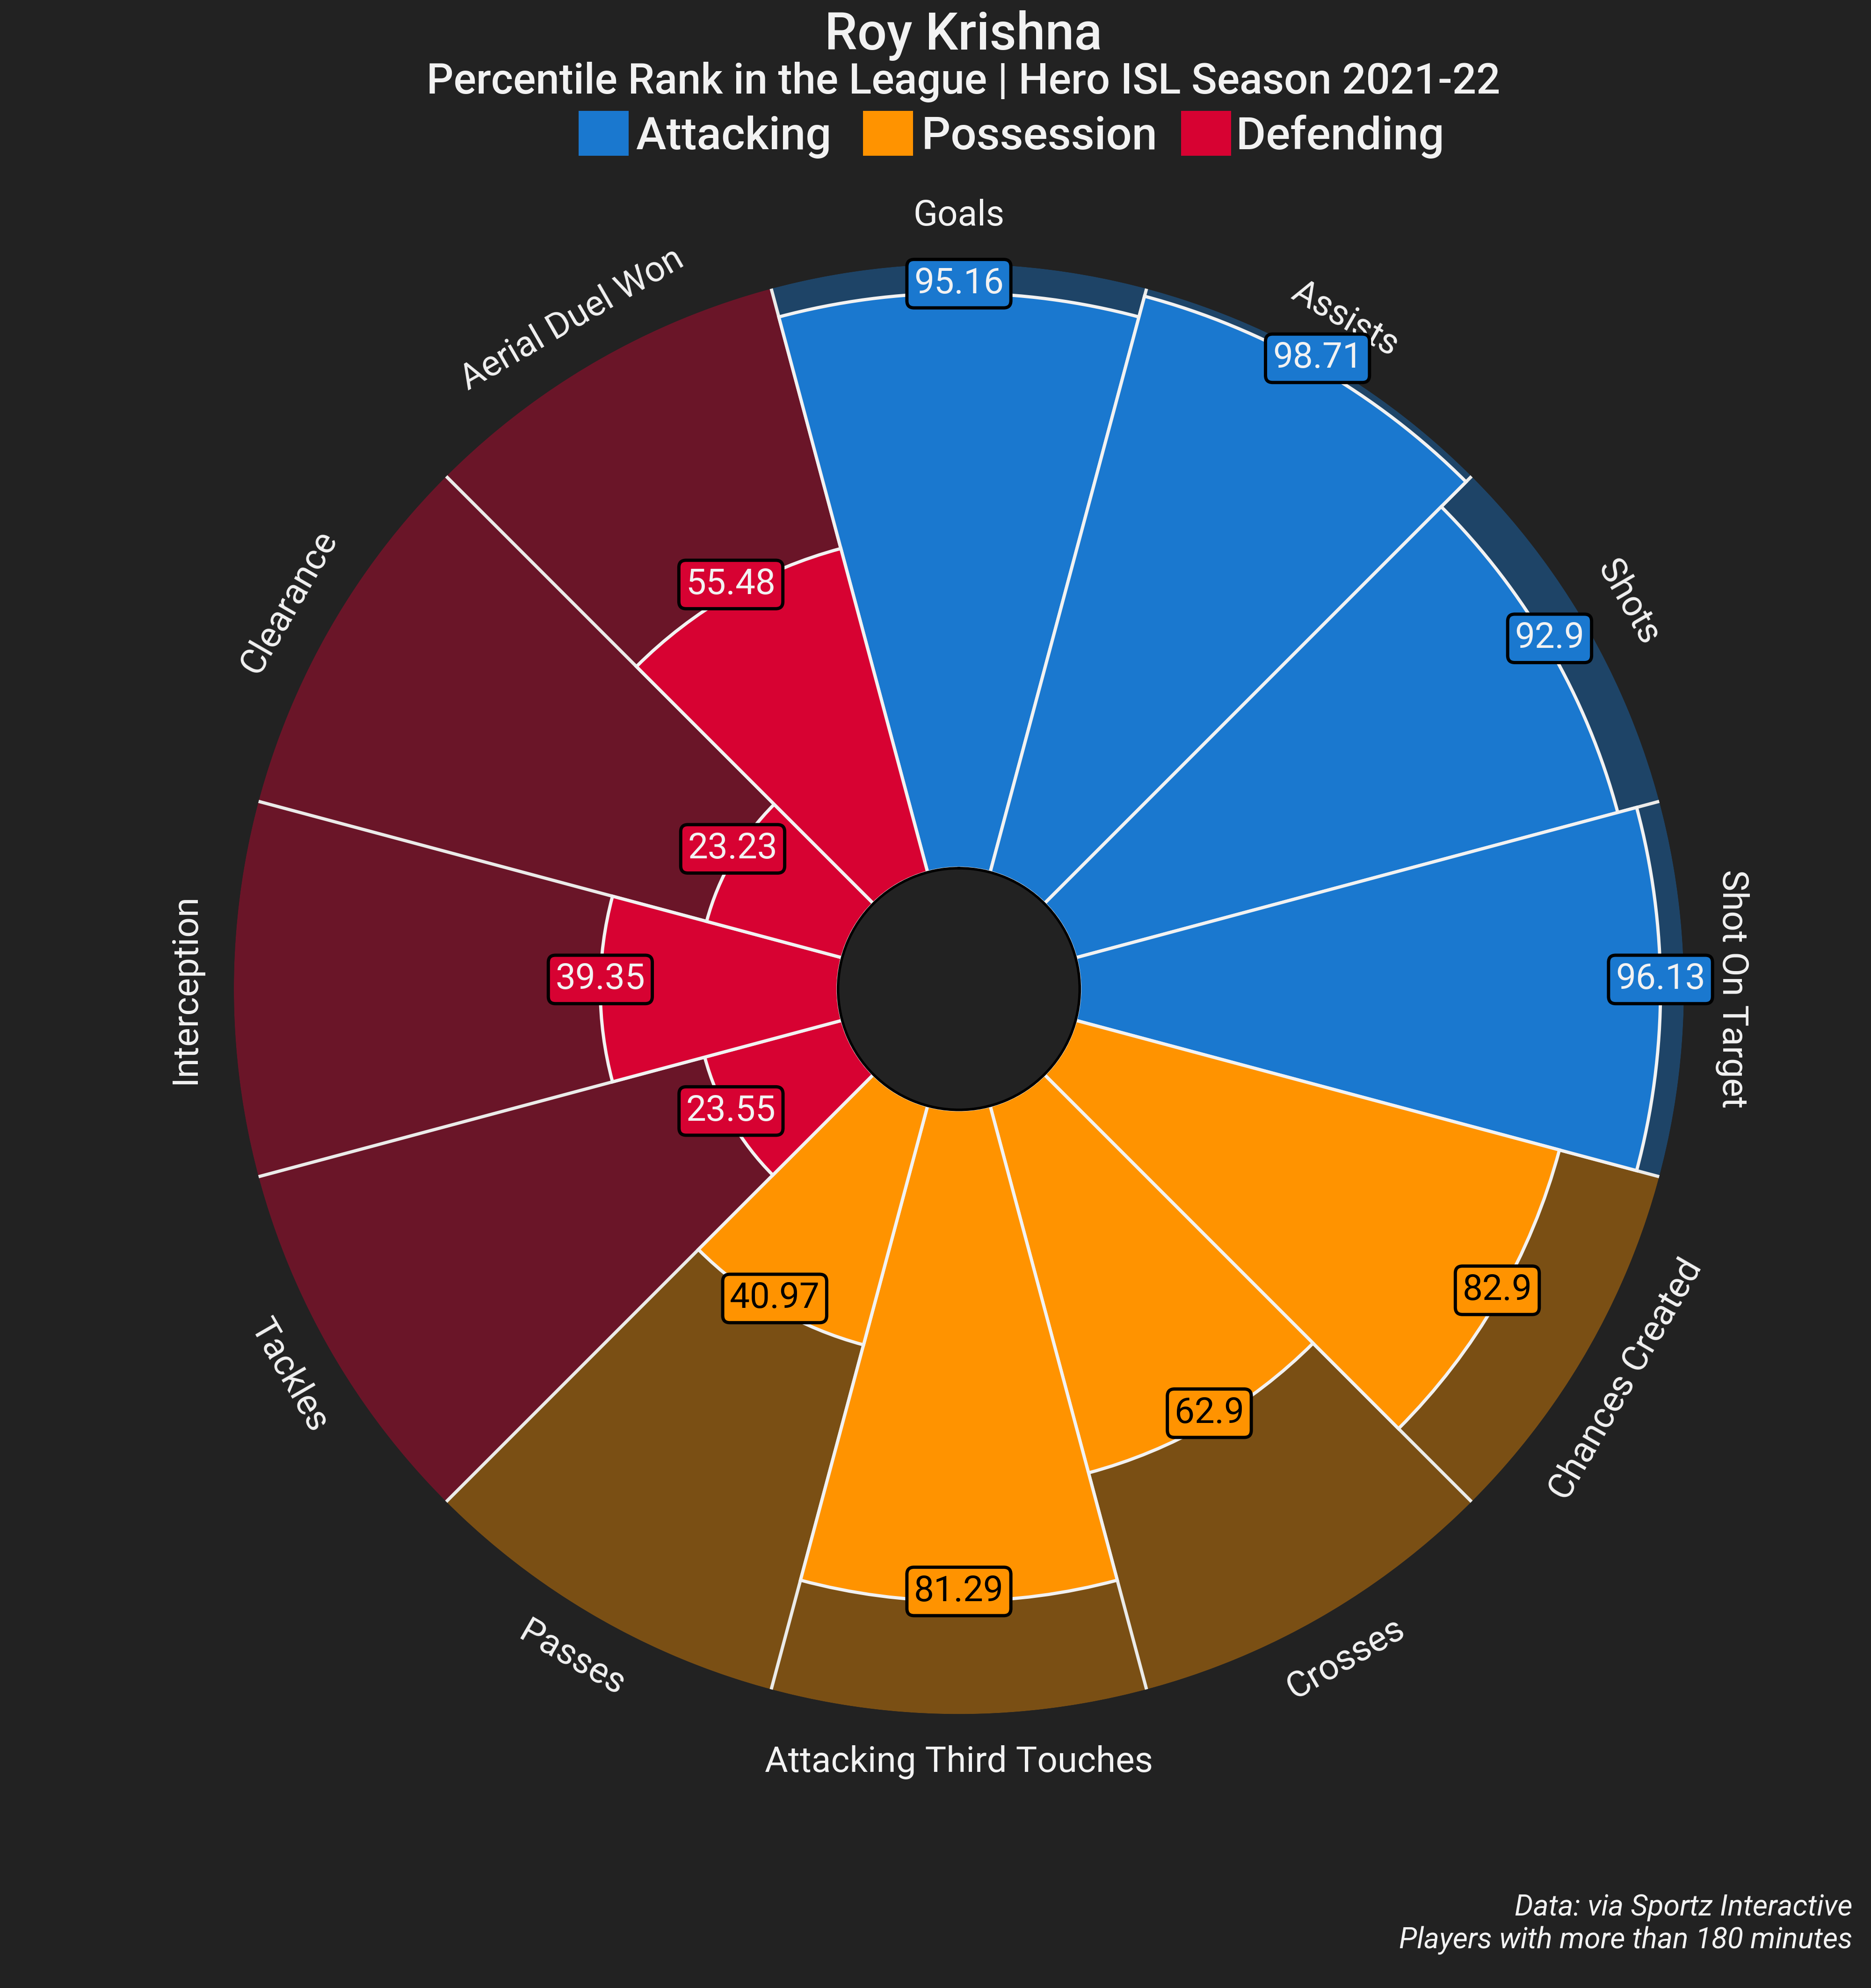 Roy Krishna
Percentile Rank in the League | Hero ISL Season 2021-22
Attacking Possession Defending
Goals
95.16
Assists
98.71
Shots
92.9
Shot On Target
96.13
Chances Created
82.9
Crosses
62.9
Attacking Third Touches
81.29
Passes
40.97
Tackles
23.55
Interception
39.35
Clearance
23.23
Aerial Duel Won
55.48
Data: via Sportz Interactive
Players with more than 180 minutes